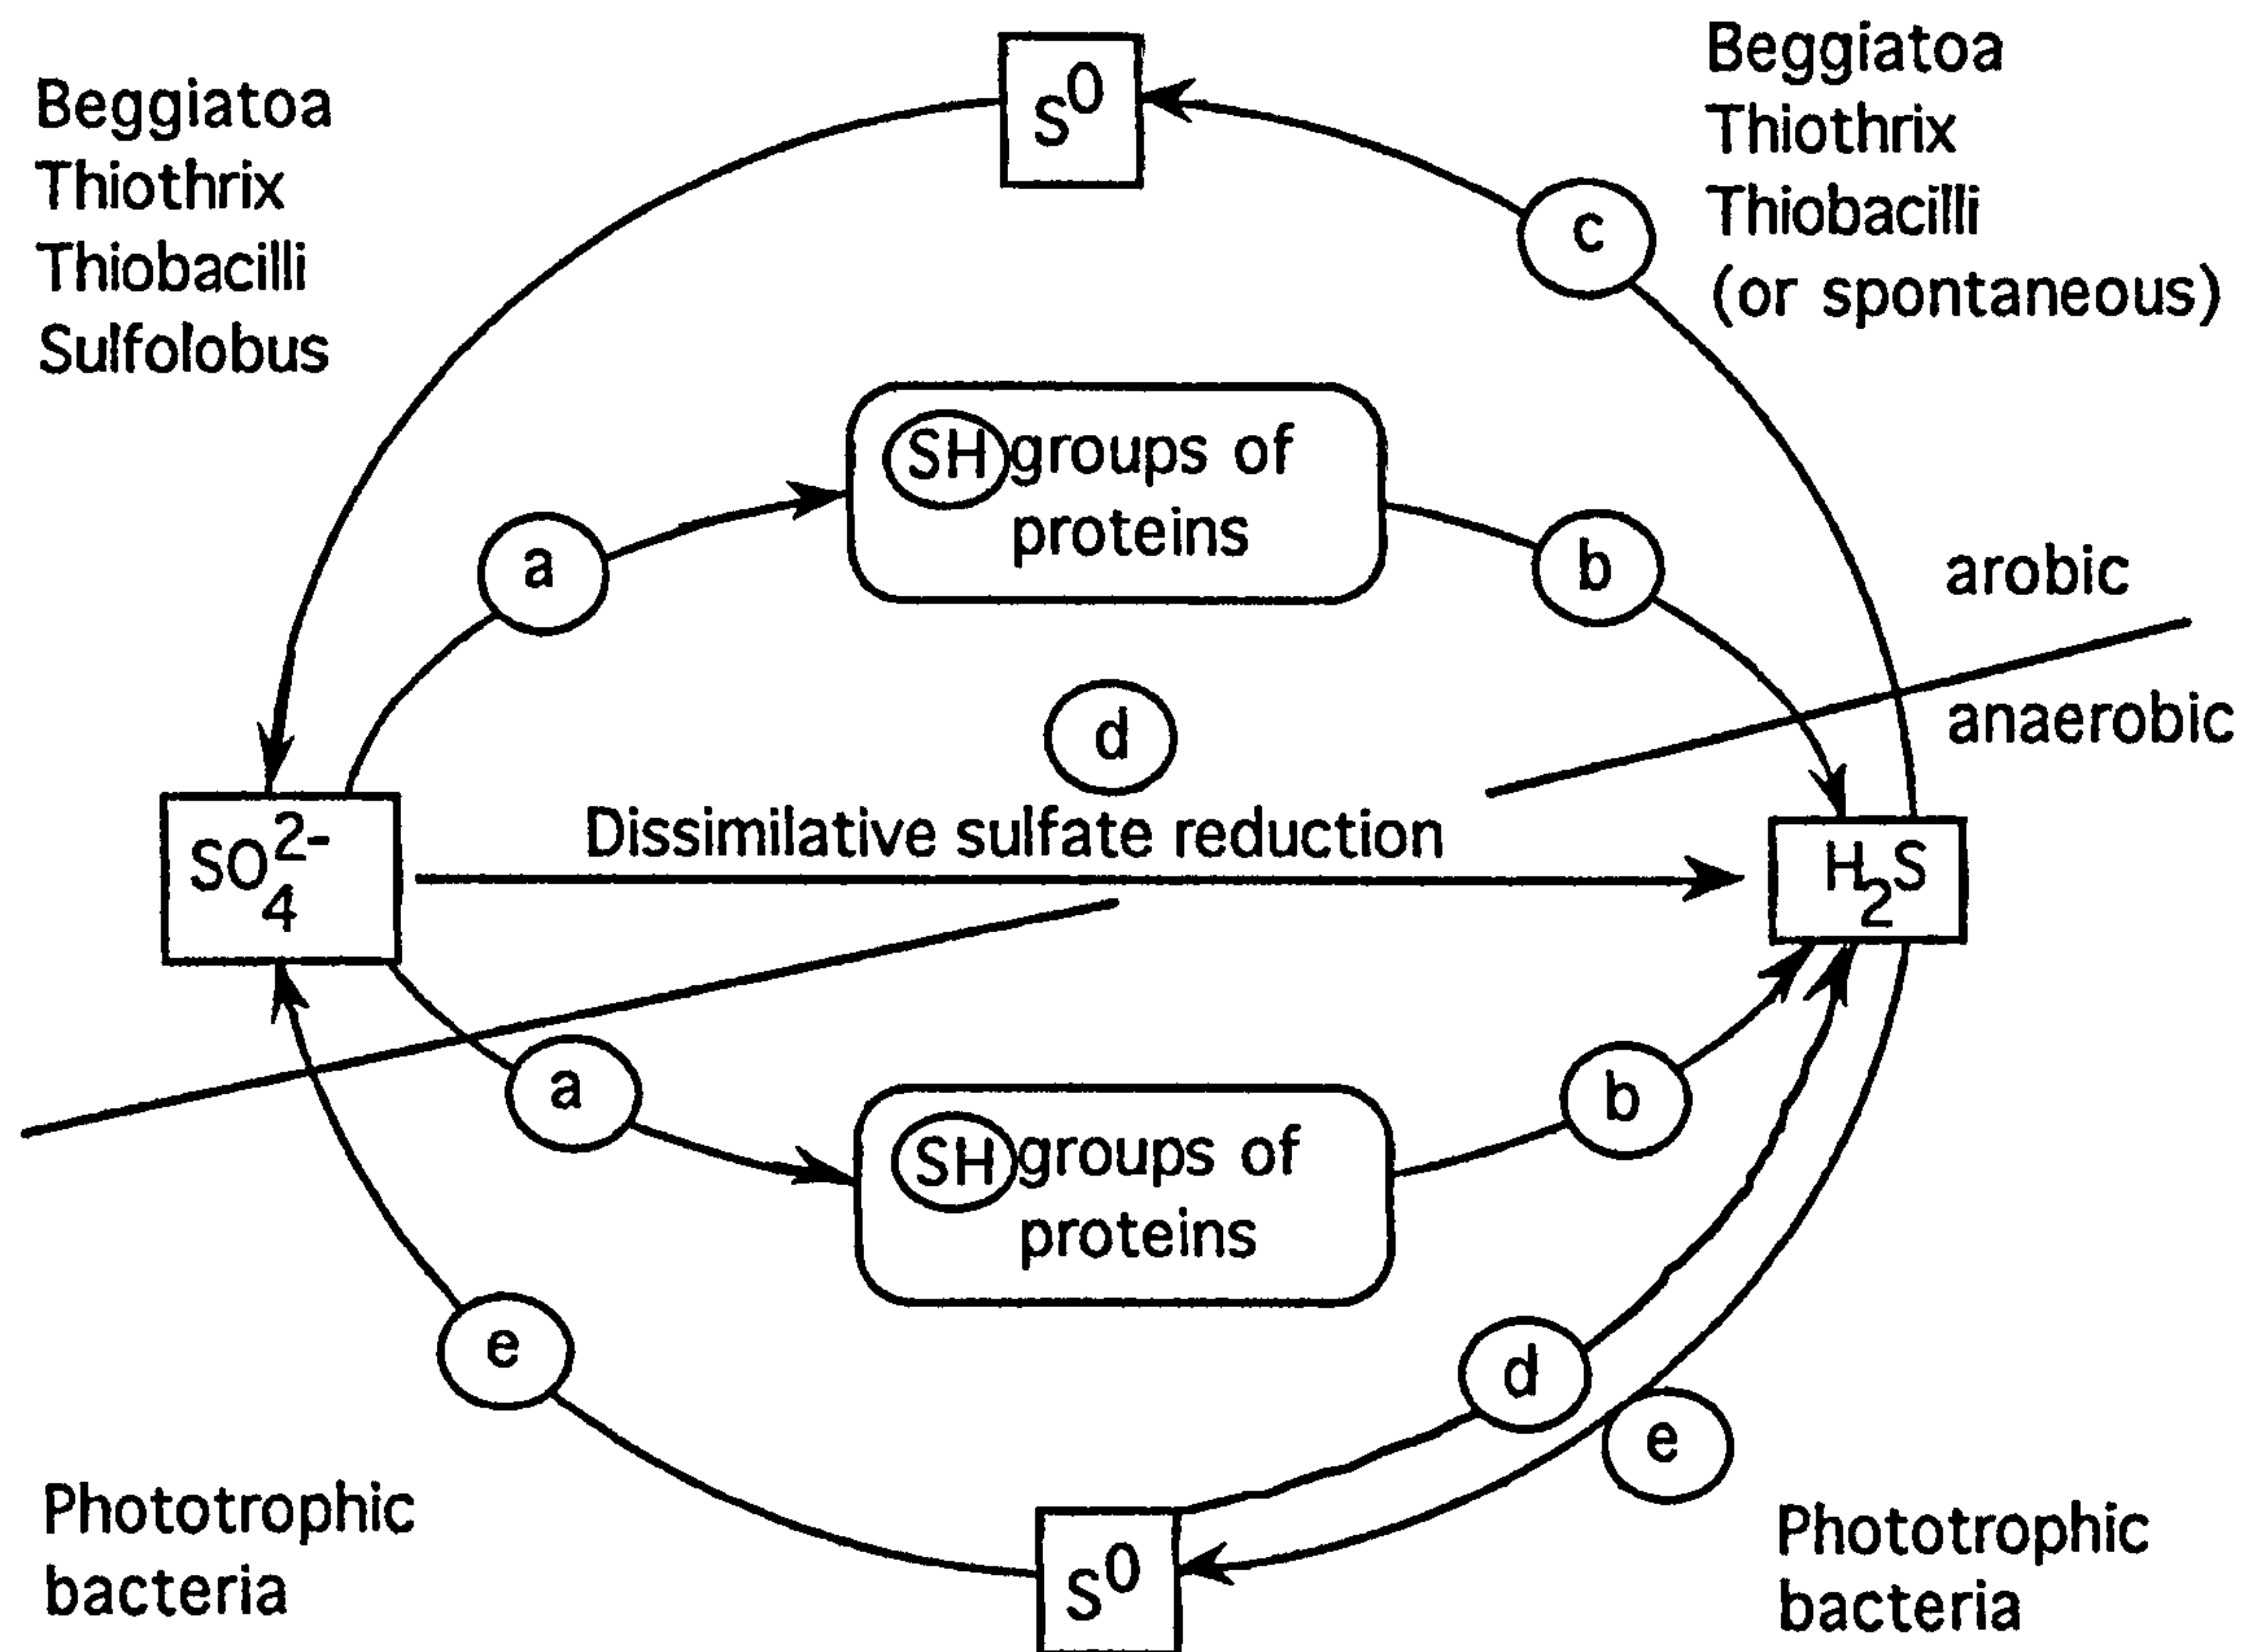 S⁰
Beggiatoa
Thiothrix
Thiobacilli
Sulfolobus
Beggiatoa
Thiothrix
Thiobacilli
(or spontaneous)
c
SH groups of
proteins
a
b
arobic
anaerobic
d
Dissimilative sulfate reduction
SO₄²⁻
H₂S
a
SH groups of
proteins
b
e
d
e
S⁰
Phototrophic
bacteria
Phototrophic
bacteria